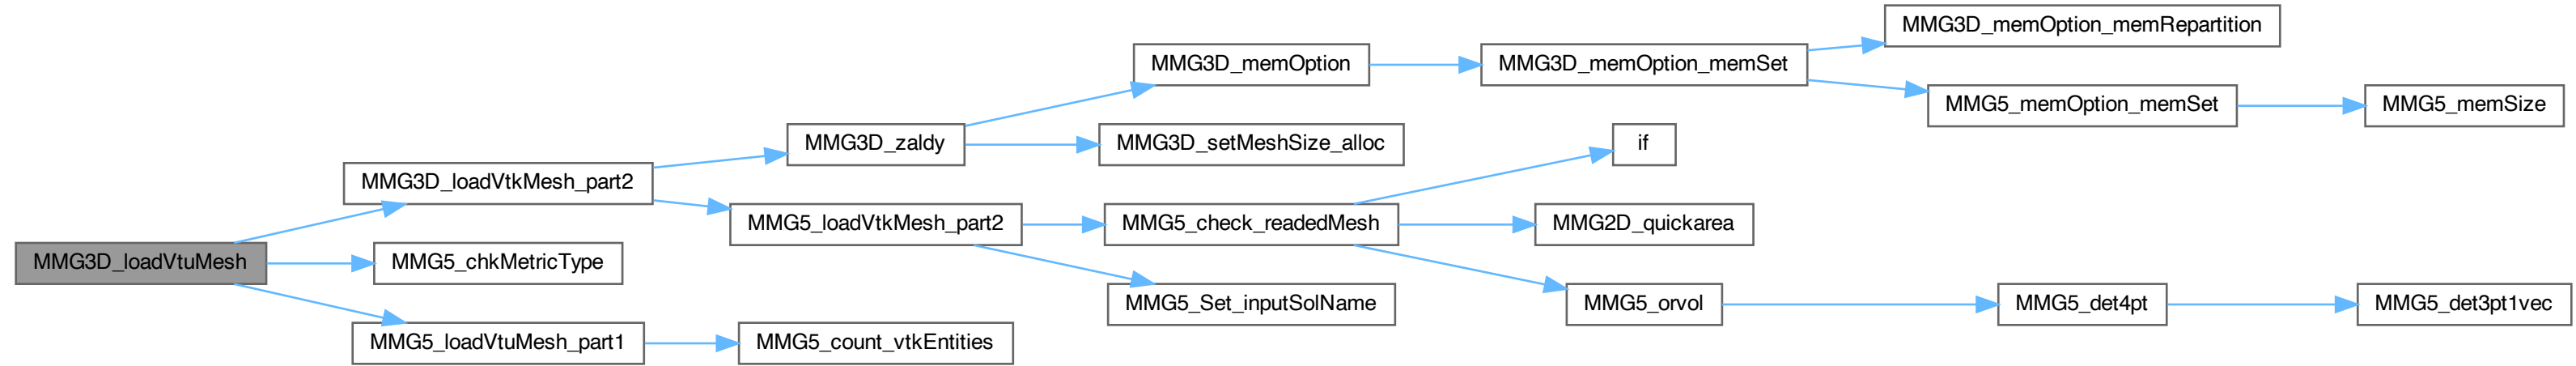 MMG3D_memOption_memRepartition
MMG3D_memOption
MMG3D_memOption_memSet
MMG5_memOption_memSet
MMG5_memSize
MMG3D_zaldy
MMG3D_setMeshSize_alloc
if
MMG3D_loadVtkMesh_part2
MMG5_loadVtkMesh_part2
MMG5_check_readedMesh
MMG2D_quickarea
MMG3D_loadVtuMesh
MMG5_chkMetricType
MMG5_Set_inputSolName
MMG5_orvol
MMG5_det4pt
MMG5_det3pt1vec
MMG5_loadVtuMesh_part1
MMG5_count_vtkEntities